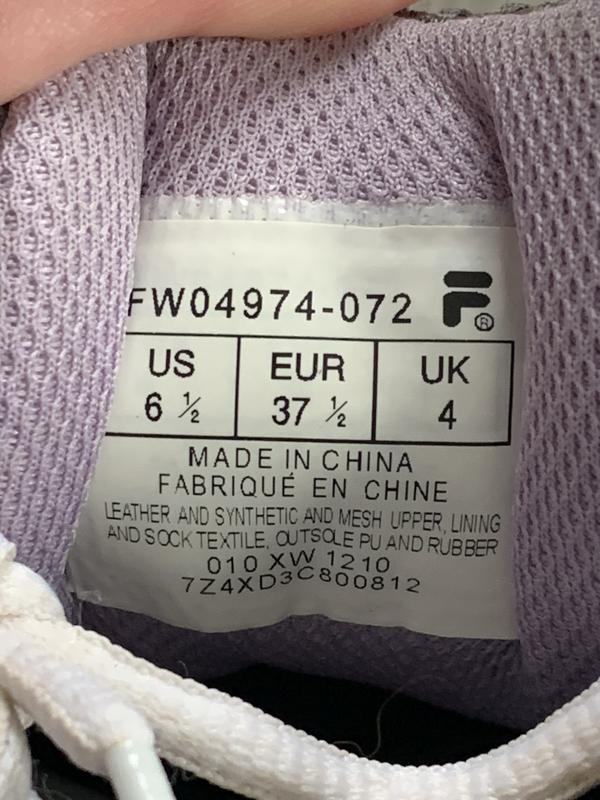 FW04974-072 F®
US EUR UK
6 ½ 37 ½ 4
MADE IN CHINA
FABRIQUÉ EN CHINE
LEATHER AND SYNTHETIC AND MESH UPPER, LINING
AND SOCK TEXTILE, OUTSOLE PU AND RUBBER
010 XW 1210
7Z4XD3C800812